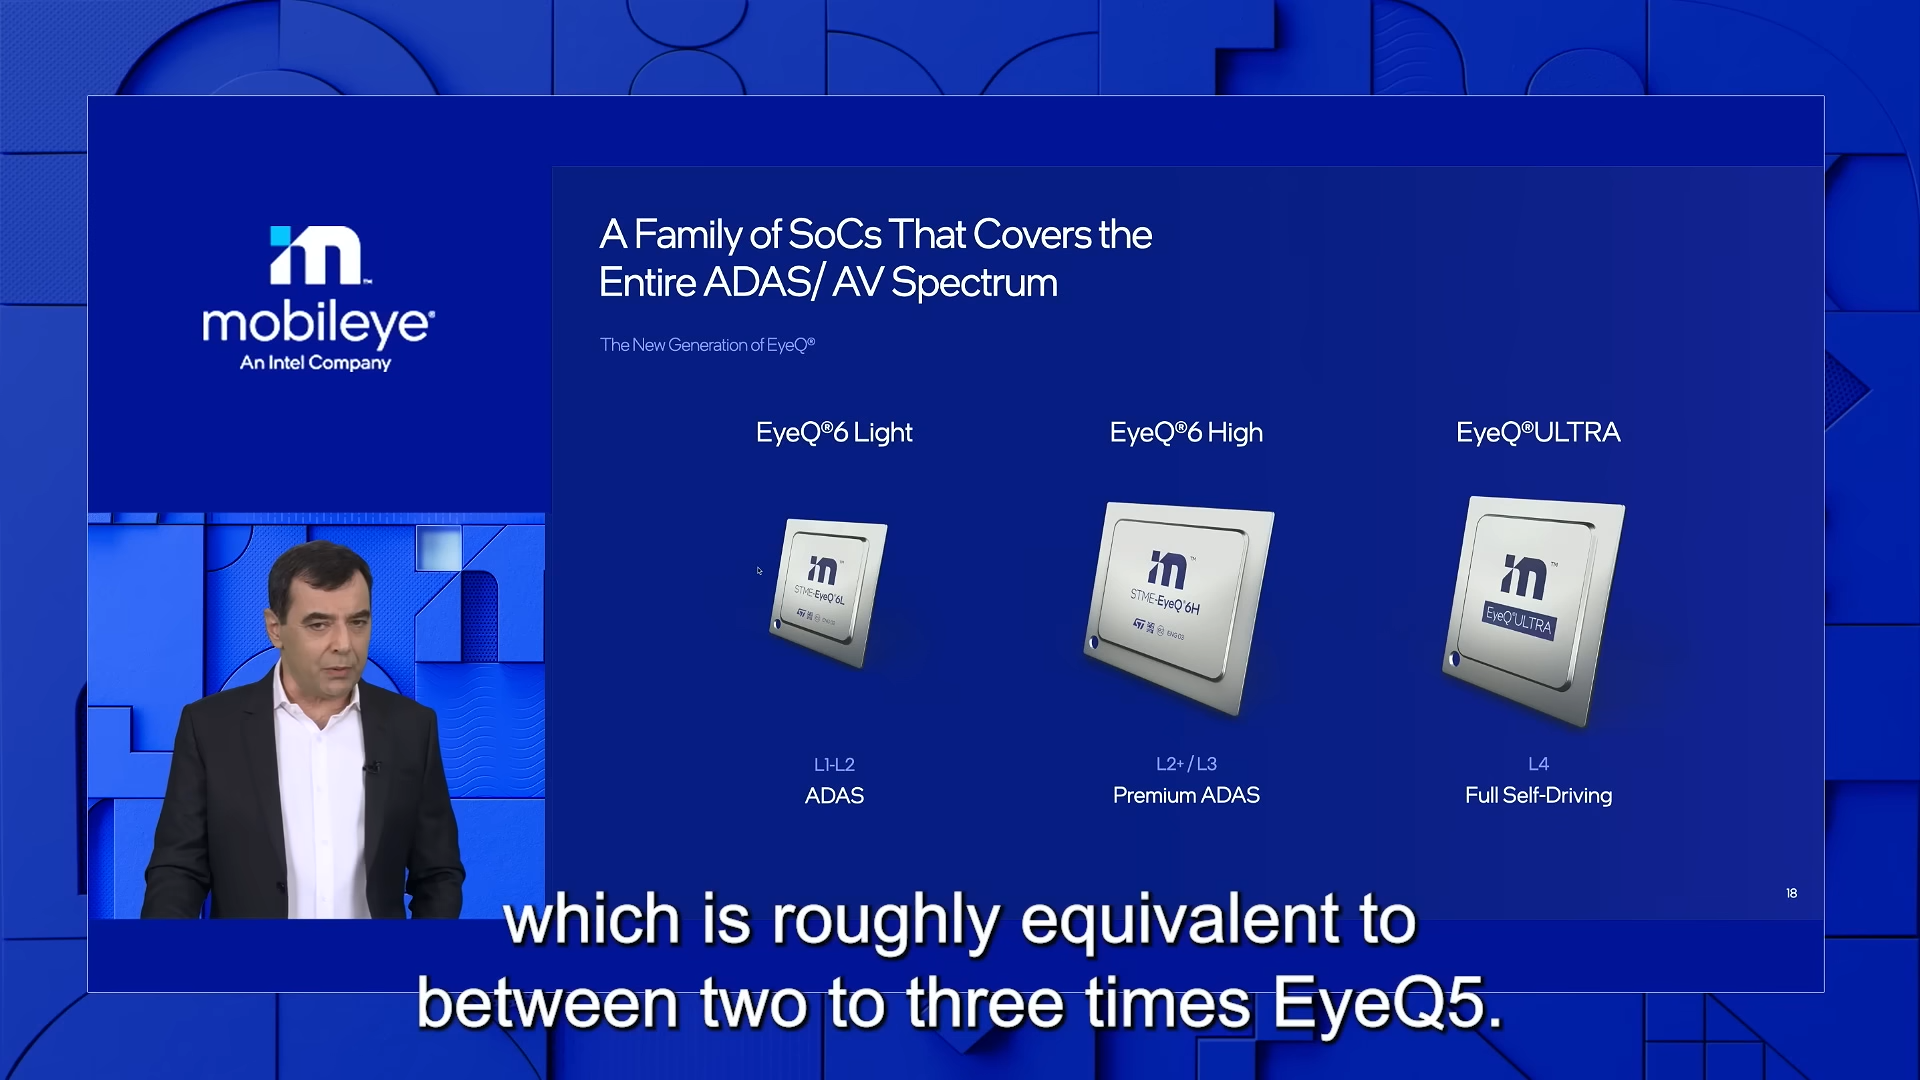 mobileye®
An Intel Company
A Family of SoCs That Covers the
Entire ADAS/ AV Spectrum
The New Generation of EyeQ®
EyeQ®6 Light
EyeQ®6 High
EyeQ®ULTRA
STME-EyeQ®6L
STME-EyeQ®6H
ENG 03
EyeQ®ULTRA
L1-L2
ADAS
L2+ / L3
Premium ADAS
L4
Full Self-Driving
18
which is roughly equivalent to
between two to three times EyeQ5.